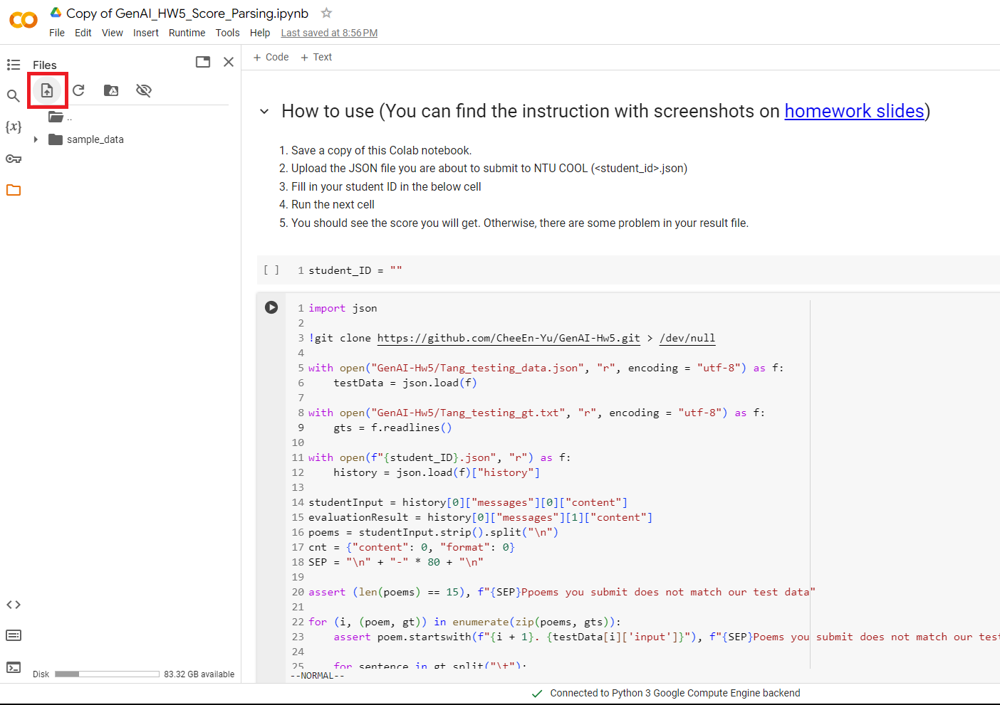 Copy of GenAI_HW5_Score_Parsing.ipynb
File Edit View Insert Runtime Tools Help Last saved at 8:56 PM
Files
+ Code + Text
..
{x}
sample_data
How to use (You can find the instruction with screenshots on homework slides)
1. Save a copy of this Colab notebook.
2. Upload the JSON file you are about to submit to NTU COOL (<student_id>.json)
3. Fill in your student ID in the below cell
4. Run the next cell
5. You should see the score you will get. Otherwise, there are some problem in your result file.
[ ] 1 student_ID = ""
1 import json
2
3 !git clone https://github.com/CheeEn-Yu/GenAI-Hw5.git > /dev/null
4
5 with open("GenAI-Hw5/Tang_testing_data.json", "r", encoding = "utf-8") as f:
6     testData = json.load(f)
7
8 with open("GenAI-Hw5/Tang_testing_gt.txt", "r", encoding = "utf-8") as f:
9     gts = f.readlines()
10
11 with open(f"{student_ID}.json", "r") as f:
12     history = json.load(f)["history"]
13
14 studentInput = history[0]["messages"][0]["content"]
15 evaluationResult = history[0]["messages"][1]["content"]
16 poems = studentInput.strip().split("\n")
17 cnt = {"content": 0, "format": 0}
18 SEP = "\n" + "-" * 80 + "\n"
19
20 assert (len(poems) == 15), f"{SEP}Ppoems you submit does not match our test data"
21
22 for (i, (poem, gt)) in enumerate(zip(poems, gts)):
23     assert poem.startswith(f"{i + 1}. {testData[i]['input']}"), f"{SEP}Poems you submit does not match our test
24
25     for sentence in gt.split("\t"):
--NORMAL--
Disk 83.32 GB available
Connected to Python 3 Google Compute Engine backend